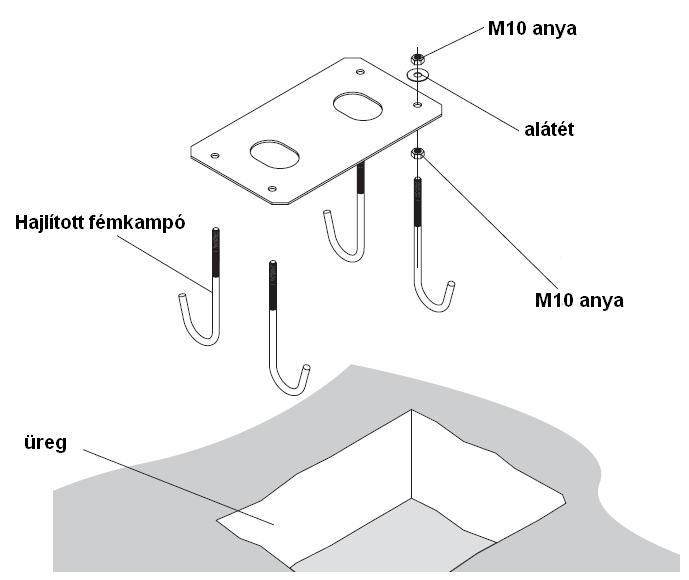 M10 anya
alátét
Hajlított fémkampó
M10 anya
üreg